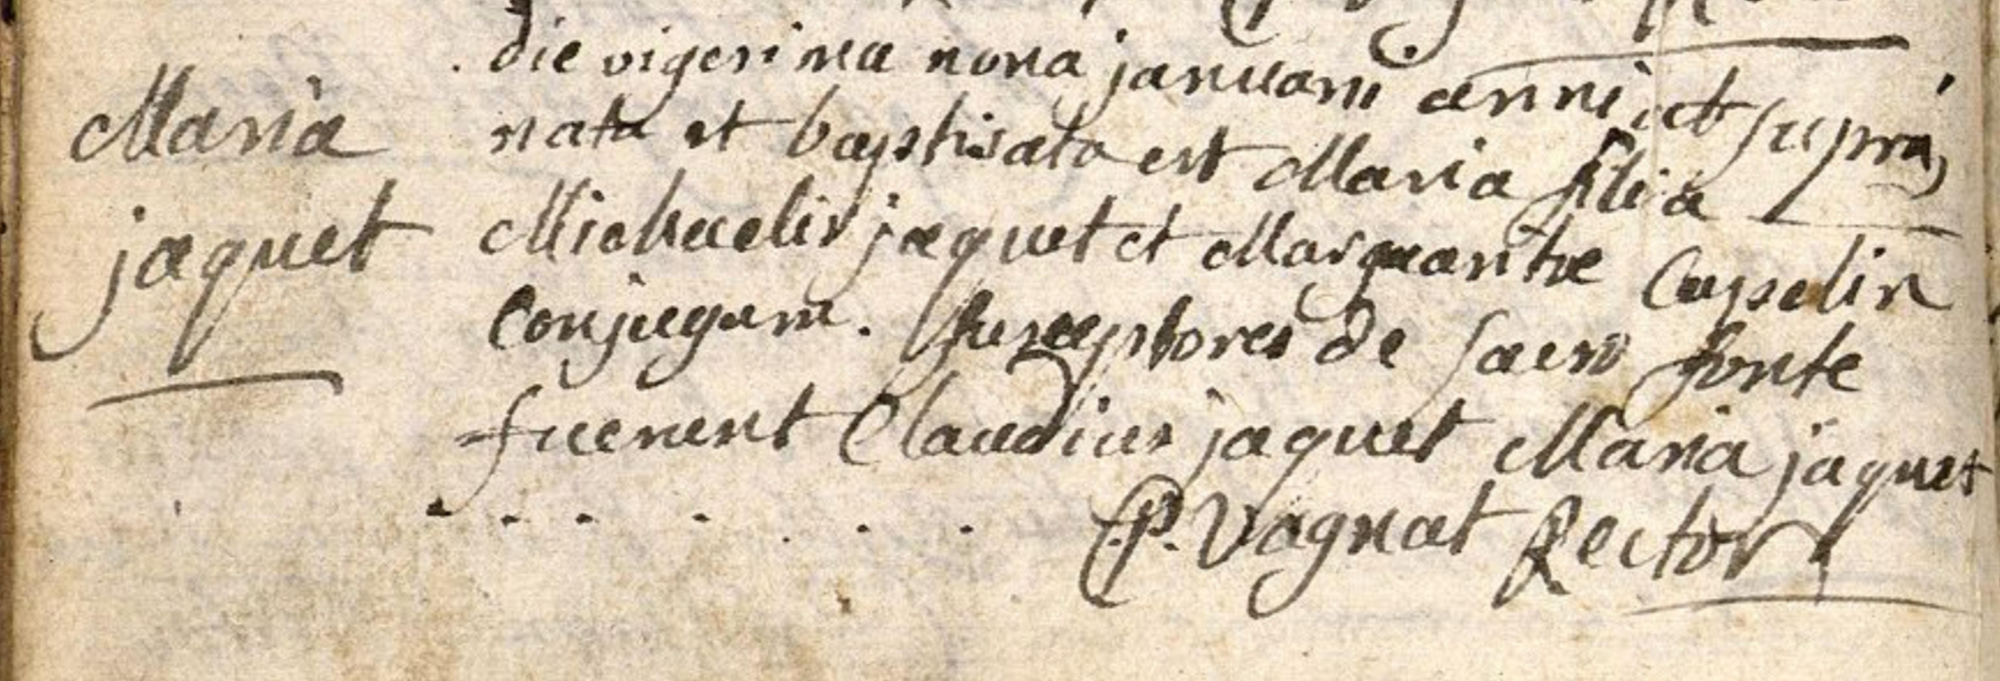 Maria
jaquet
die vigesima nona januarii anni ut supra,
nata et baptisata est Maria filia
Michaelis jaquet et Margaritae Capelin
Conjugum. Susceptores de sacro fonte
fuerunt Claudius jaquet Maria jaquet
P. Vagnat Rector